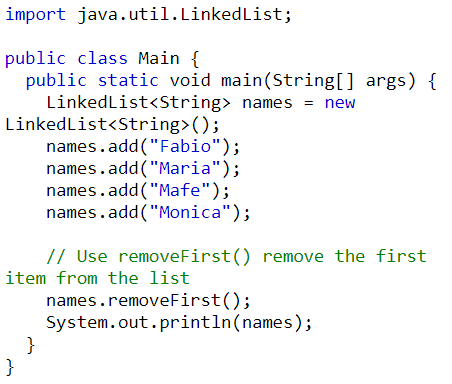 import java.util.LinkedList;

public class Main {
  public static void main(String[] args) {
    LinkedList<String> names = new
LinkedList<String>();
    names.add("Fabio");
    names.add("Maria");
    names.add("Mafe");
    names.add("Monica");

    // Use removeFirst() remove the first
item from the list
    names.removeFirst();
    System.out.println(names);
  }
}